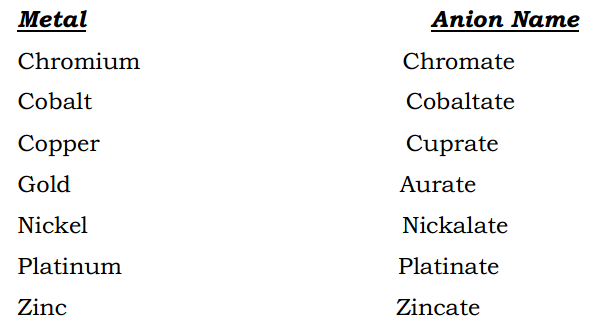 Metal Anion Name
Chromium Chromate
Cobalt Cobaltate
Copper Cuprate
Gold Aurate
Nickel Nickalate
Platinum Platinate
Zinc Zincate